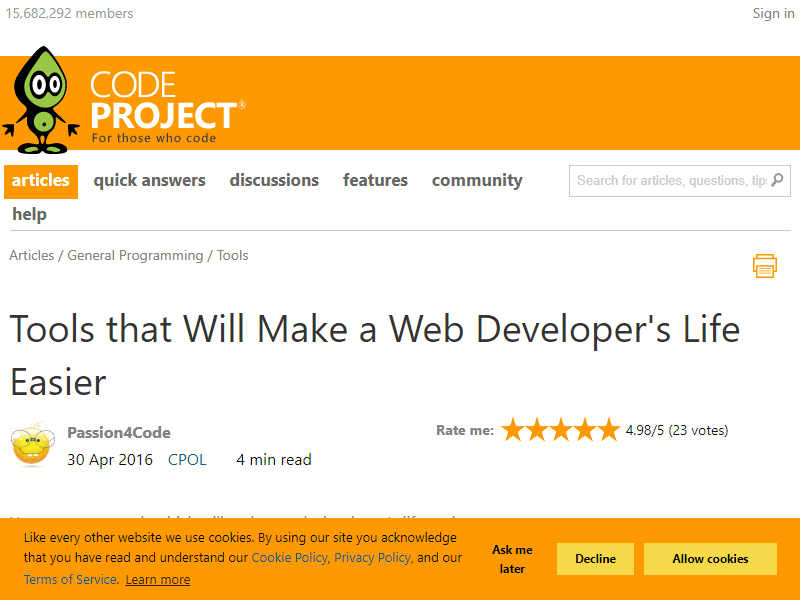 15,682,292 members
Sign in
CODE
PROJECT®
For those who code
articles quick answers discussions features community
Search for articles, questions, tips
help
Articles / General Programming / Tools
Tools that Will Make a Web Developer's Life
Easier
Passion4Code
Rate me: 4.98/5 (23 votes)
30 Apr 2016 CPOL 4 min read
Like every other website we use cookies. By using our site you acknowledge
that you have read and understand our Cookie Policy, Privacy Policy, and our
Terms of Service. Learn more
Ask me
later
Decline
Allow cookies